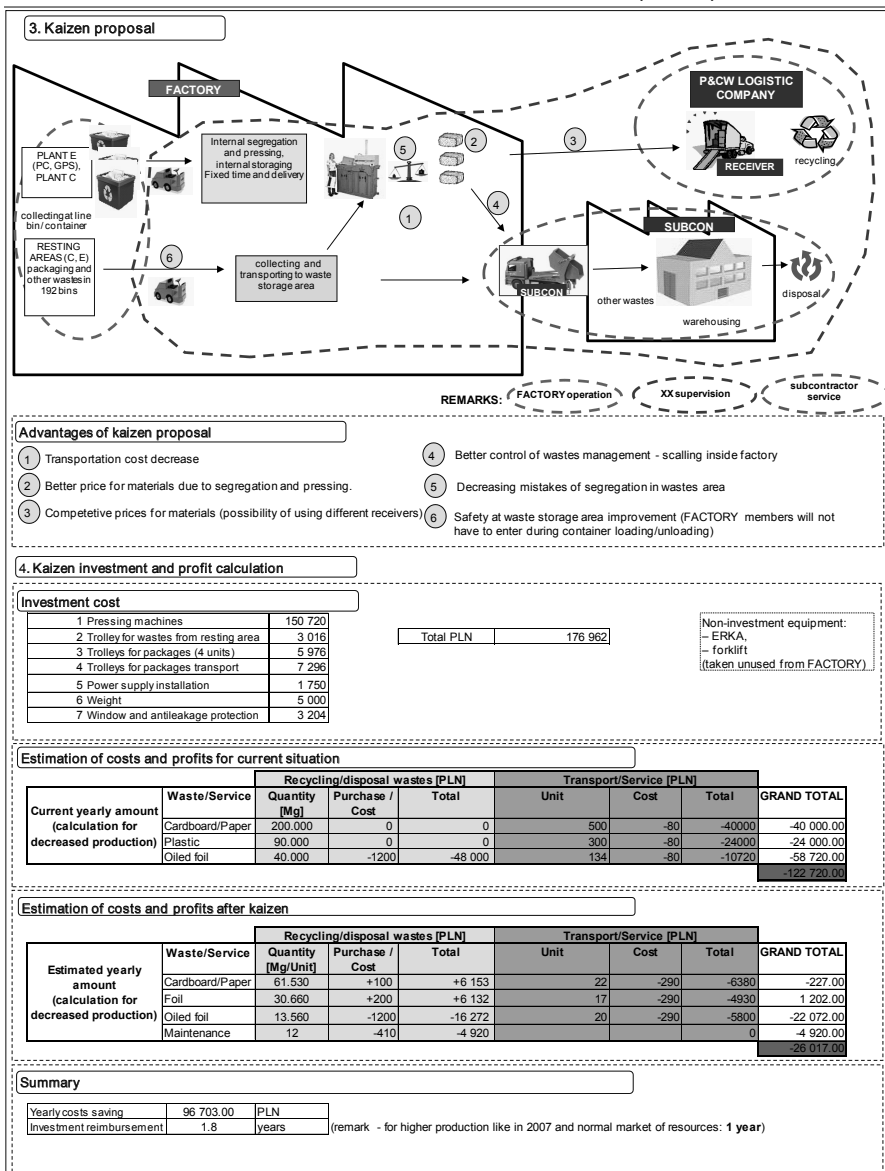 3. Kaizen proposal
FACTORY
P&CW LOGISTIC
COMPANY
PLANT E
(PC, GPS),
PLANT C
Internal segregation
and pressing,
internal storaging
Fixed time and delivery
5
2
3
RECEIVER
recycling
collecting at line
bin/ container
1
4
SUBCON
RESTING
AREAS (C, E)
packaging and
other wastes in
192 bins
6
collecting and
transporting to waste
storage area
SUBCON
other wastes
disposal
warehousing
REMARKS:
FACTORY operation
XX supervision
subcontractor
service
Advantages of kaizen proposal
1 Transportation cost decrease
2 Better price for materials due to segregation and pressing.
3 Competetive prices for materials (possibility of using different receivers)
4 Better control of wastes management - scalling inside factory
5 Decreasing mistakes of segregation in wastes area
6 Safety at waste storage area improvement (FACTORY members will not
have to enter during container loading/unloading)
4. Kaizen investment and profit calculation
Investment cost
1 Pressing machines 150 720
2 Trolley for wastes from resting area 3 016
3 Trolleys for packages (4 units) 5 976
4 Trolleys for packages transport 7 296
5 Power supply installation 1 750
6 Weight 5 000
7 Window and antileakage protection 3 204
Total PLN 176 962
Non-investment equipment:
– ERKA,
– forklift
(taken unused from FACTORY)
Estimation of costs and profits for current situation
Recycling/disposal wastes [PLN] Transport/Service [PLN]
Current yearly amount
(calculation for
decreased production)
Waste/Service Quantity [Mg] Purchase / Cost Total Unit Cost Total GRAND TOTAL
Cardboard/Paper 200.000 0 0 500 -80 -40000 -40 000.00
Plastic 90.000 0 0 300 -80 -24000 -24 000.00
Oiled foil 40.000 -1200 -48 000 134 -80 -10720 -58 720.00
-122 720.00
Estimation of costs and profits after kaizen
Recycling/disposal wastes [PLN] Transport/Service [PLN]
Estimated yearly
amount
(calculation for
decreased production)
Waste/Service Quantity [Mg/Unit] Purchase / Cost Total Unit Cost Total GRAND TOTAL
Cardboard/Paper 61.530 +100 +6 153 22 -290 -6380 -227.00
Foil 30.660 +200 +6 132 17 -290 -4930 1 202.00
Oiled foil 13.560 -1200 -16 272 20 -290 -5800 -22 072.00
Maintenance 12 -410 -4 920 0 -4 920.00
-26 017.00
Summary
Yearly costs saving 96 703.00 PLN
Investment reimbursement 1.8 years (remark - for higher production like in 2007 and normal market of resources: 1 year)